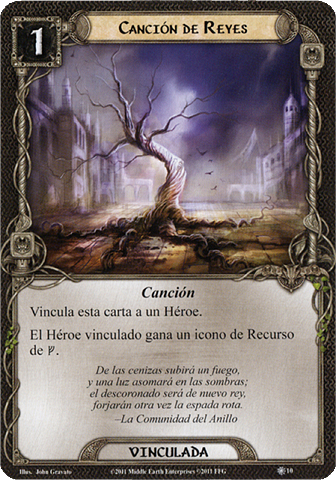 1
CANCIÓN DE REYES
Canción
Vincula esta carta a un Héroe.
El Héroe vinculado gana un icono de Recurso
de ᚠ.
De las cenizas subirá un fuego,
y una luz asomará en las sombras;
el descoronado será de nuevo rey,
forjarán otra vez la espada rota.
–La Comunidad del Anillo
VINCULADA
Illus. John Gravato
©2011 Middle Earth Enterprises ©2011 FFG
10